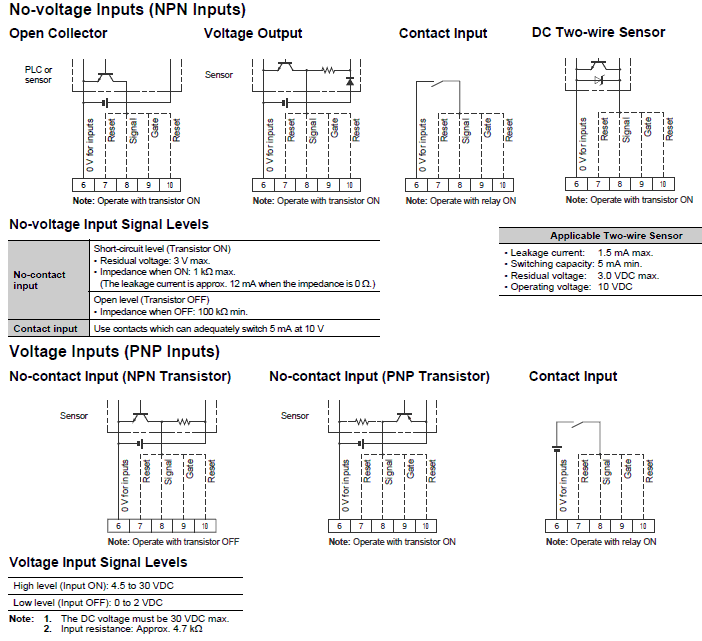 No-voltage Inputs (NPN Inputs)
Open Collector
Voltage Output
Contact Input
DC Two-wire Sensor
PLC or
sensor
Sensor
0 V for inputs
Reset
Signal
Gate
Reset
0 V for inputs
Reset
Signal
Gate
Reset
0 V for inputs
Reset
Signal
Gate
Reset
0 V for inputs
Reset
Signal
Gate
Reset
6 7 8 9 10
6 7 8 9 10
6 7 8 9 10
6 7 8 9 10
Note: Operate with transistor ON
Note: Operate with transistor ON
Note: Operate with relay ON
Note: Operate with transistor ON
No-voltage Input Signal Levels
No-contact
input
Short-circuit level (Transistor ON)
• Residual voltage: 3 V max.
• Impedance when ON: 1 kΩ max.
(The leakage current is approx. 12 mA when the impedance is 0 Ω.)
Open level (Transistor OFF)
• Impedance when OFF: 100 kΩ min.
Contact input Use contacts which can adequately switch 5 mA at 10 V
Applicable Two-wire Sensor
• Leakage current: 1.5 mA max.
• Switching capacity: 5 mA min.
• Residual voltage: 3.0 VDC max.
• Operating voltage: 10 VDC
Voltage Inputs (PNP Inputs)
No-contact Input (NPN Transistor)
No-contact Input (PNP Transistor)
Contact Input
Sensor
Sensor
0 V for inputs
Reset
Signal
Gate
Reset
0 V for inputs
Reset
Signal
Gate
Reset
0 V for inputs
Reset
Signal
Gate
Reset
6 7 8 9 10
6 7 8 9 10
6 7 8 9 10
Note: Operate with transistor OFF
Note: Operate with transistor ON
Note: Operate with relay ON
Voltage Input Signal Levels
High level (Input ON): 4.5 to 30 VDC
Low level (Input OFF): 0 to 2 VDC
Note: 1. The DC voltage must be 30 VDC max.
2. Input resistance: Approx. 4.7 kΩ